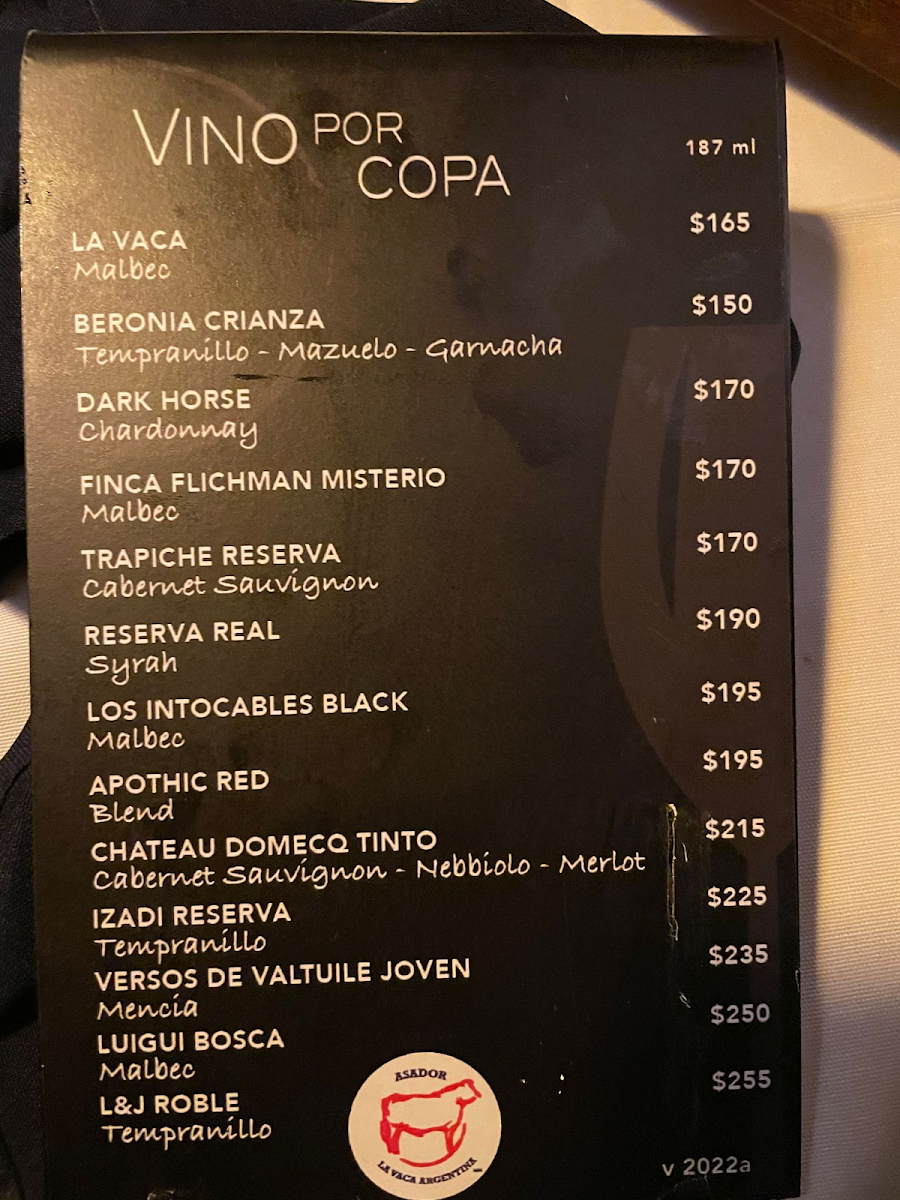 VINO POR COPA
187 ml
LA VACA $165
Malbec
BERONIA CRIANZA $150
Tempranillo - Mazuelo - Garnacha
DARK HORSE $170
Chardonnay
FINCA FLICHMAN MISTERIO $170
Malbec
TRAPICHE RESERVA $170
Cabernet Sauvignon
RESERVA REAL $190
Syrah
LOS INTOCABLES BLACK $195
Malbec
APOTHIC RED $195
Blend
CHATEAU DOMECQ TINTO $215
Cabernet Sauvignon - Nebbiolo - Merlot
IZADI RESERVA $225
Tempranillo
VERSOS DE VALTUILE JOVEN $235
Mencía
LUIGUI BOSCA $250
Malbec
L&J ROBLE $255
Tempranillo
ASADOR
LA VACA ARGENTINA
v 2022a